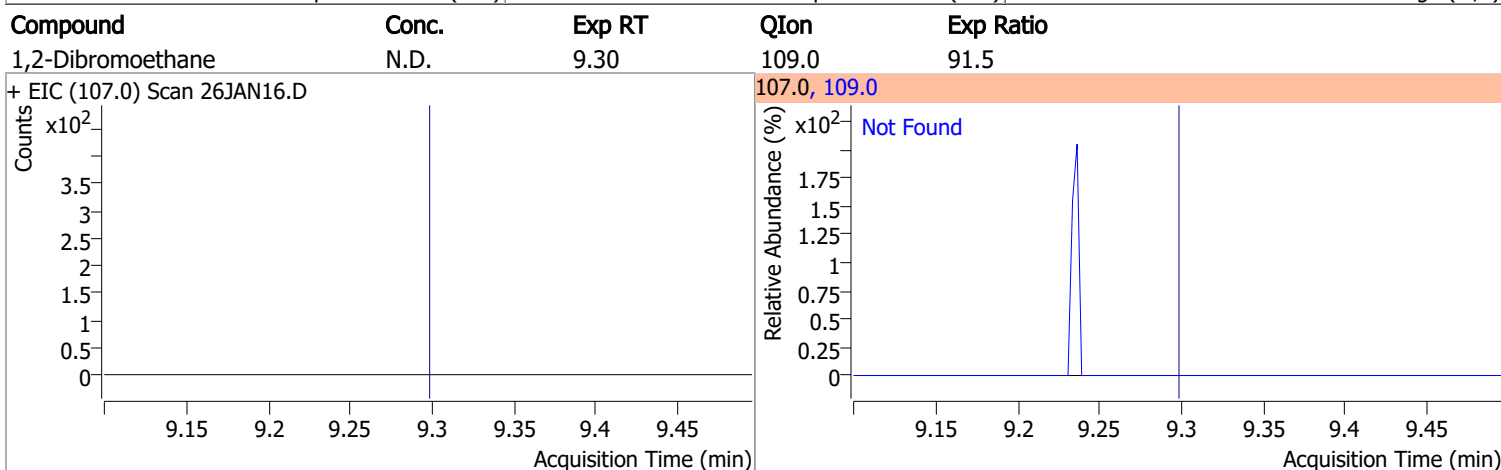 Compound Conc. Exp RT QIon Exp Ratio
1,2-Dibromoethane N.D. 9.30 109.0 91.5
+ EIC (107.0) Scan 26JAN16.D
Counts
x10²
3.5
3
2.5
2
1.5
1
0.5
0
9.15 9.2 9.25 9.3 9.35 9.4 9.45
Acquisition Time (min)
107.0, 109.0
Relative Abundance (%)
x10²
Not Found
1.75
1.5
1.25
1
0.75
0.5
0.25
0
9.15 9.2 9.25 9.3 9.35 9.4 9.45
Acquisition Time (min)